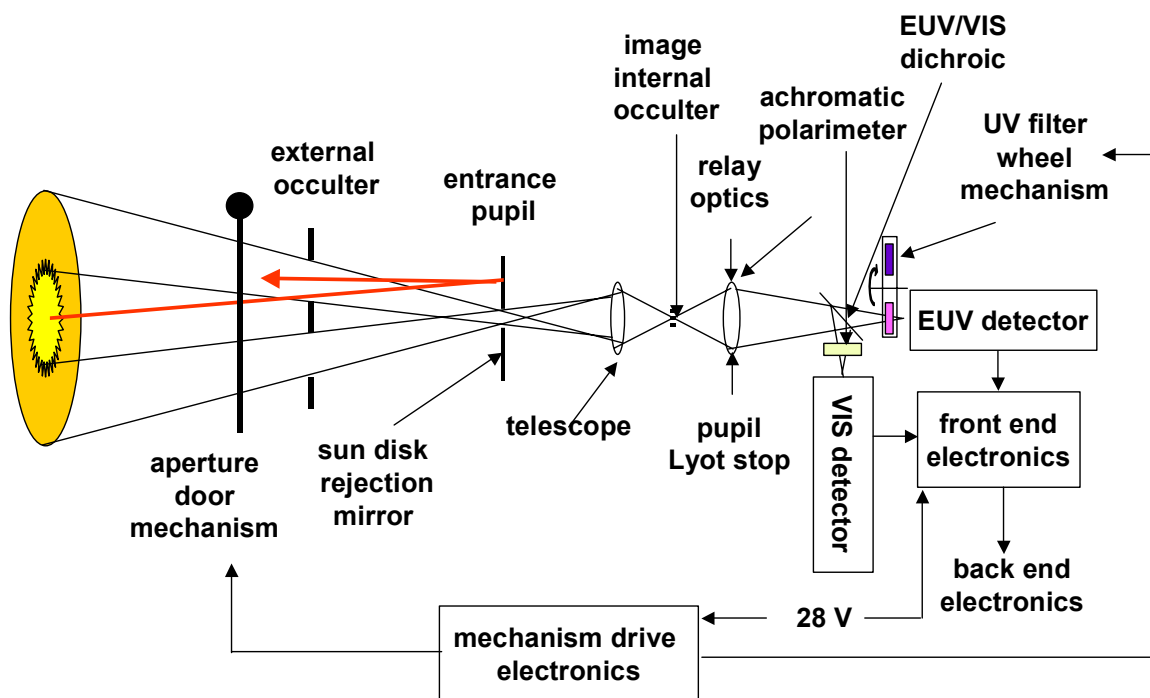 EUV/VIS
dichroic
image
internal
occulter
achromatic
polarimeter
UV filter
wheel
mechanism
external
occulter
entrance
pupil
relay
optics
EUV detector
telescope
pupil
Lyot stop
VIS detector
front end
electronics
sun disk
rejection
mirror
aperture
door
mechanism
back end
electronics
28 V
mechanism drive
electronics